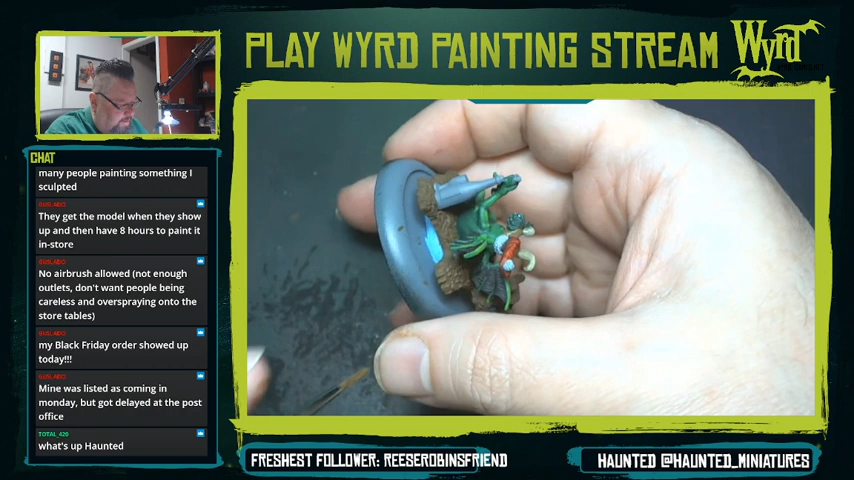 PLAY WYRD PAINTING STREAM
Wyrd
CHAT
many people painting something I
sculpted
GUSLADO
They get the model when they show
up and then have 8 hours to paint it
in-store
GUSLADO
No airbrush allowed (not enough
outlets, don't want people being
careless and overspraying onto the
store tables)
GUSLADO
my Black Friday order showed up
today!!!
GUSLADO
Mine was listed as coming in
monday, but got delayed at the post
office
TOTAL_420
what's up Haunted
FRESHEST FOLLOWER: REESEROBINSFRIEND
HAUNTED @HAUNTED_MINIATURES